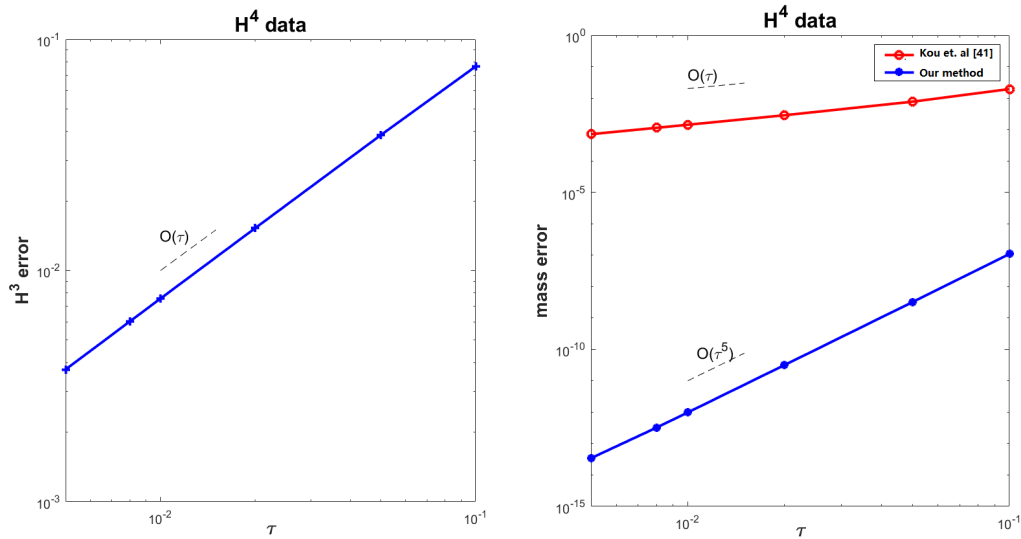 H⁴ data
10⁻¹
O(τ)
10⁻²
H³ error
10⁻³
10⁻²
10⁻¹
τ
H⁴ data
10⁰
Kou et. al [41]
Our method
O(τ)
10⁻⁵
mass error
10⁻¹⁰
O(τ⁵)
10⁻¹⁵
10⁻²
10⁻¹
τ